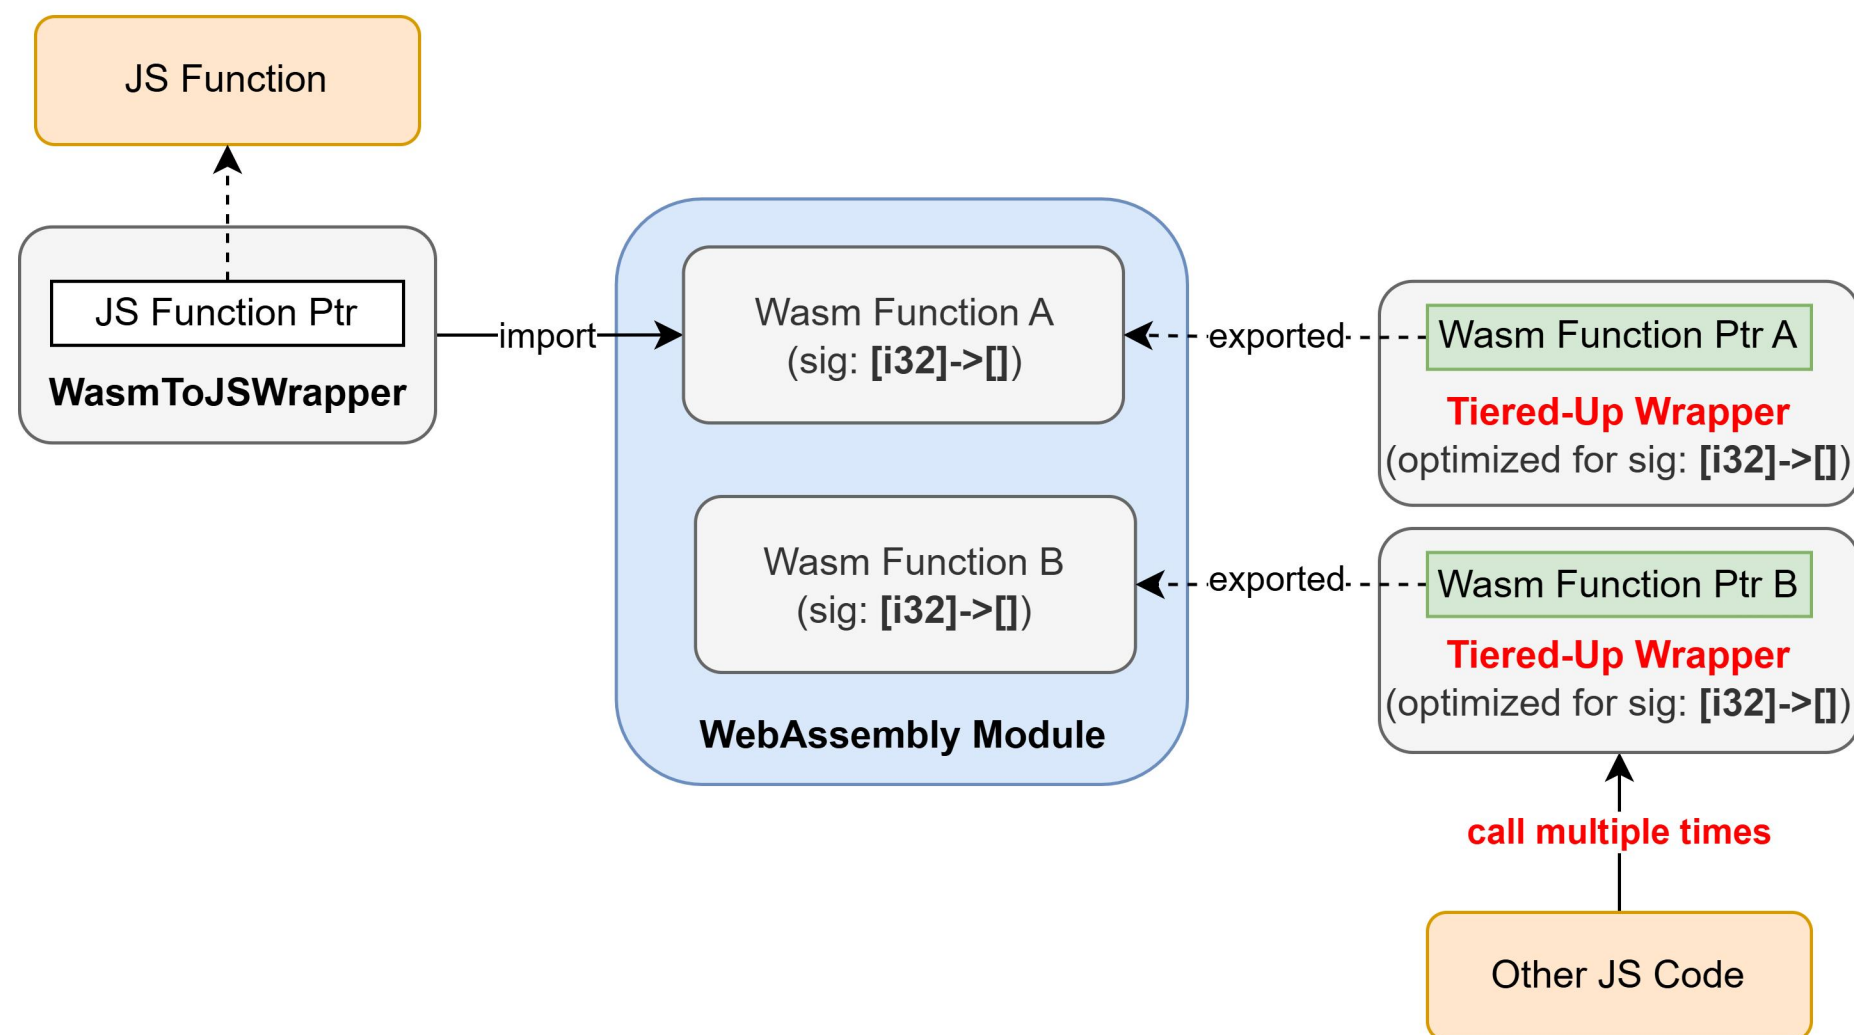 JS Function
JS Function Ptr
WasmToJSWrapper
import
Wasm Function A
(sig: [i32]->[])
Wasm Function B
(sig: [i32]->[])
WebAssembly Module
exported
exported
Wasm Function Ptr A
Tiered-Up Wrapper
(optimized for sig: [i32]->[])
Wasm Function Ptr B
Tiered-Up Wrapper
(optimized for sig: [i32]->[])
call multiple times
Other JS Code